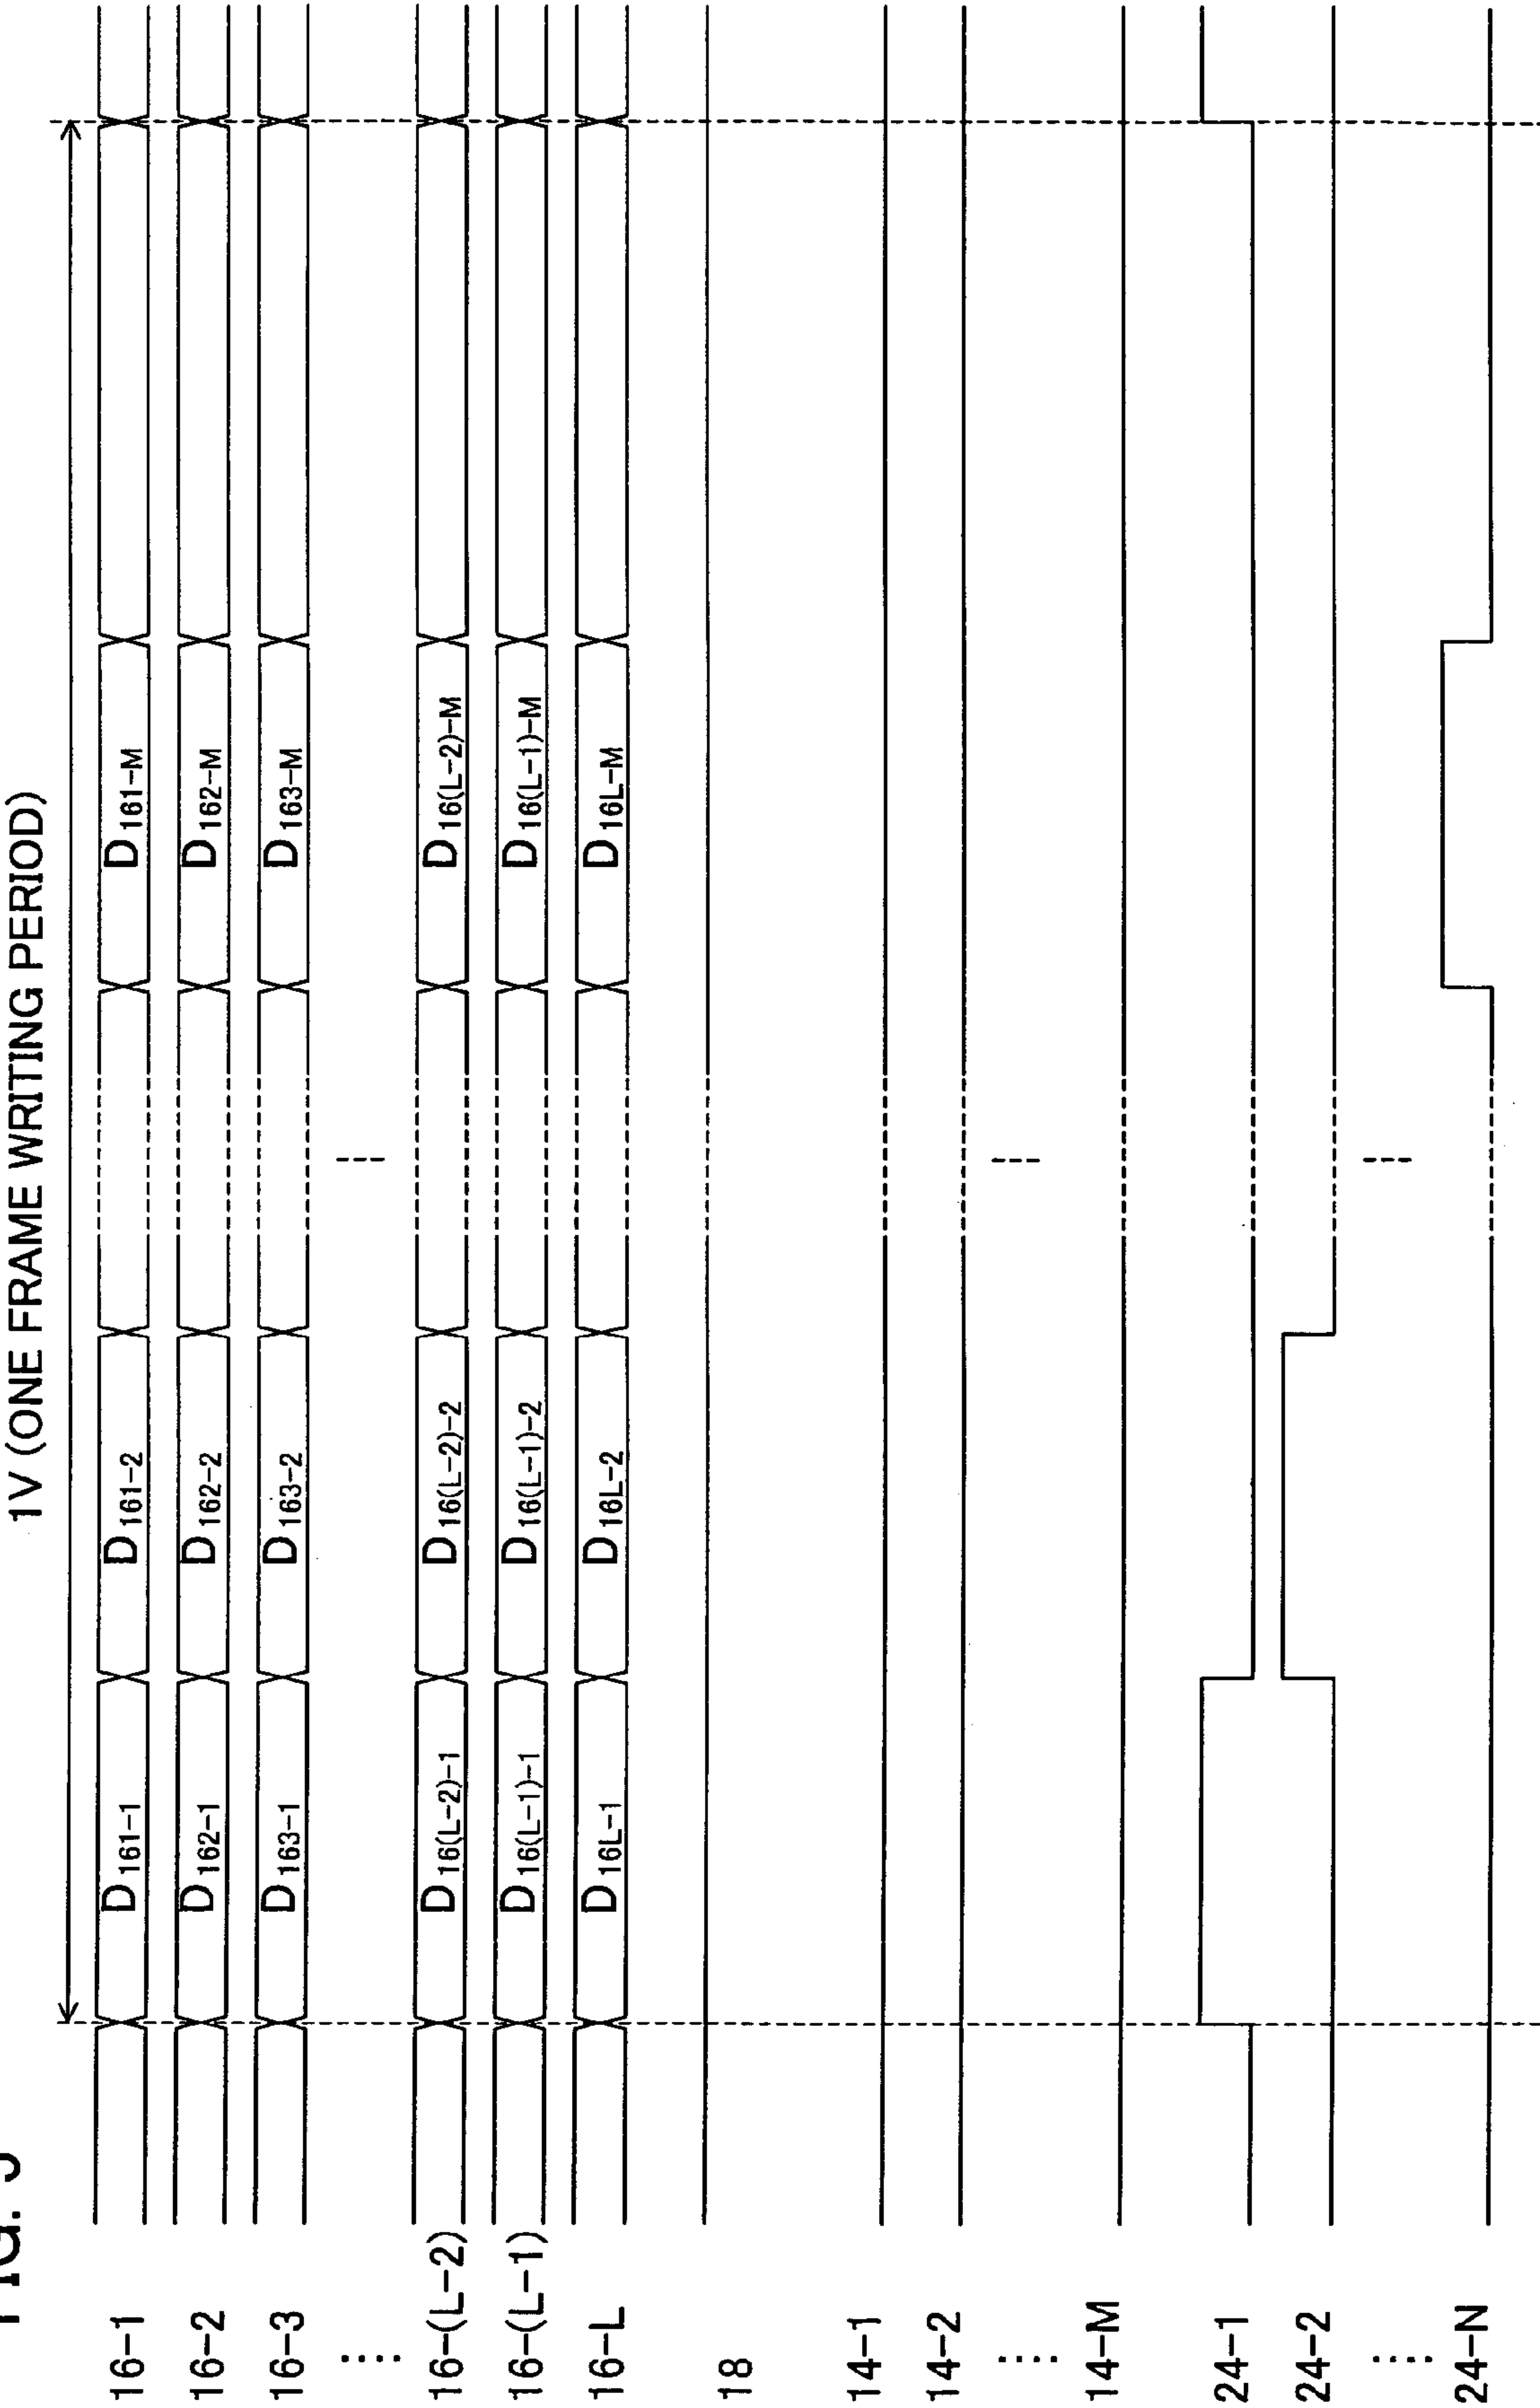 1V (ONE FRAME WRITING PERIOD)
16-1 D161-1 D161-2 D161-M
16-2 D162-1 D162-2 D162-M
16-3 D163-1 D163-2 D163-M
16-(L-2) D16(L-2)-1 D16(L-2)-2 D16(L-2)-M
16-(L-1) D16(L-1)-1 D16(L-1)-2 D16(L-1)-M
16-L D16L-1 D16L-2 D16L-M
18
14-1
14-2
14-M
24-1
24-2
24-N